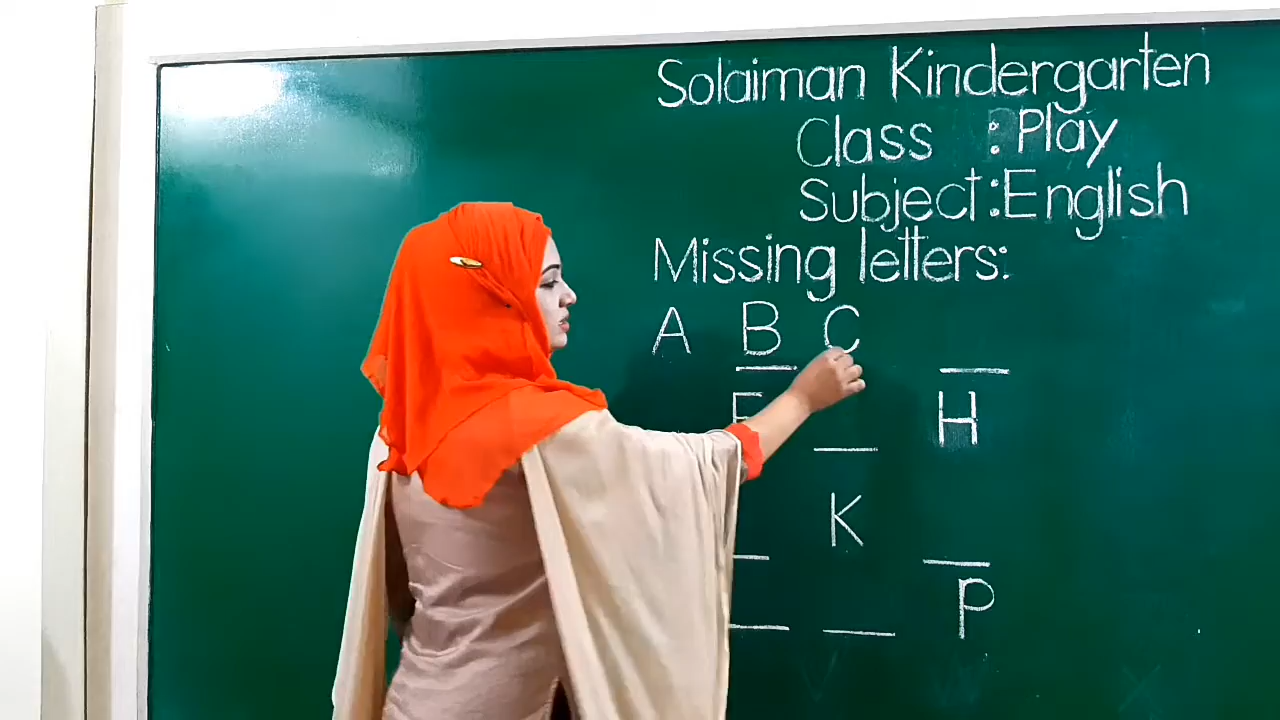 Solaiman Kindergarten
Class : Play
Subject : English
Missing letters:
A B C
F H
K
P